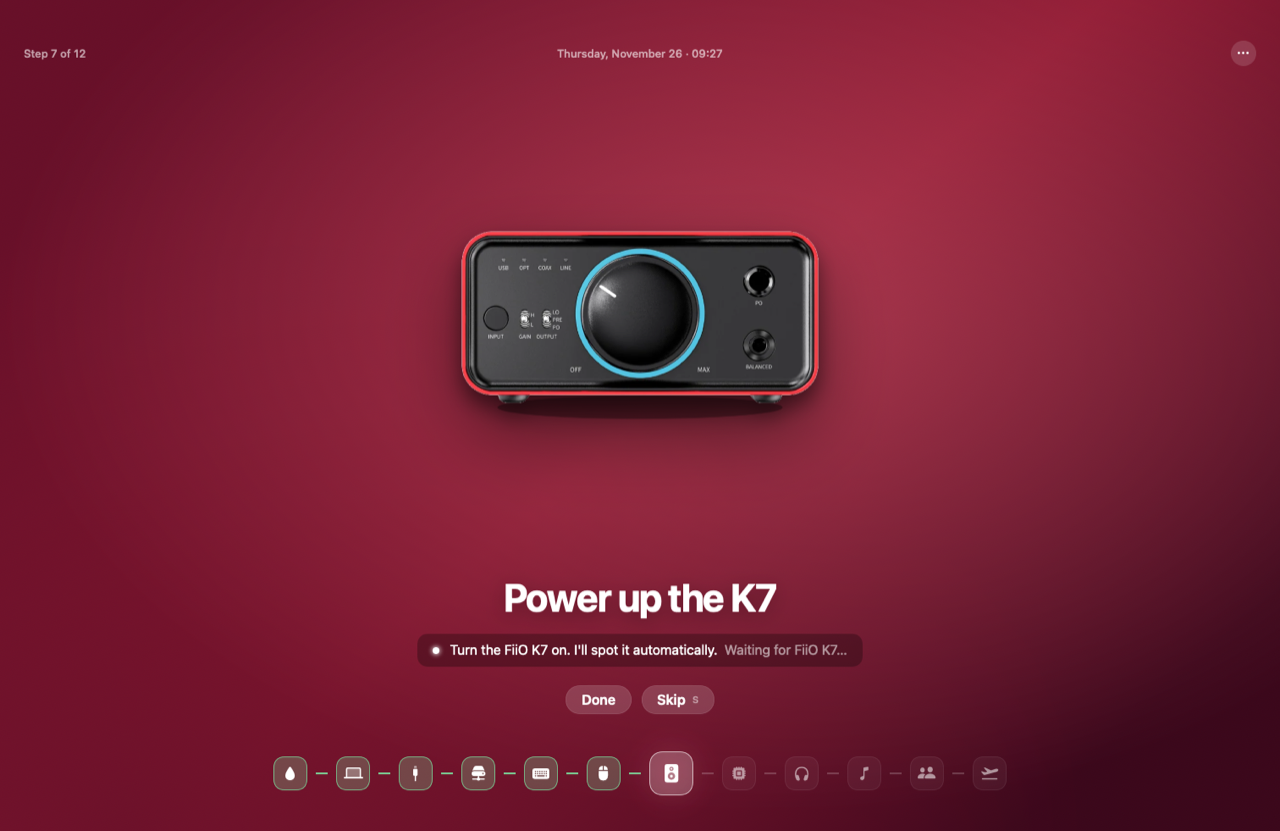 Step 7 of 12
Thursday, November 26 · 09:27
USB OPT COAX LINE
H
L
LO
PRE
PO
INPUT GAIN OUTPUT
OFF MAX
PO
BALANCED
Power up the K7
Turn the FiiO K7 on. I'll spot it automatically. Waiting for FiiO K7...
Done
Skip S